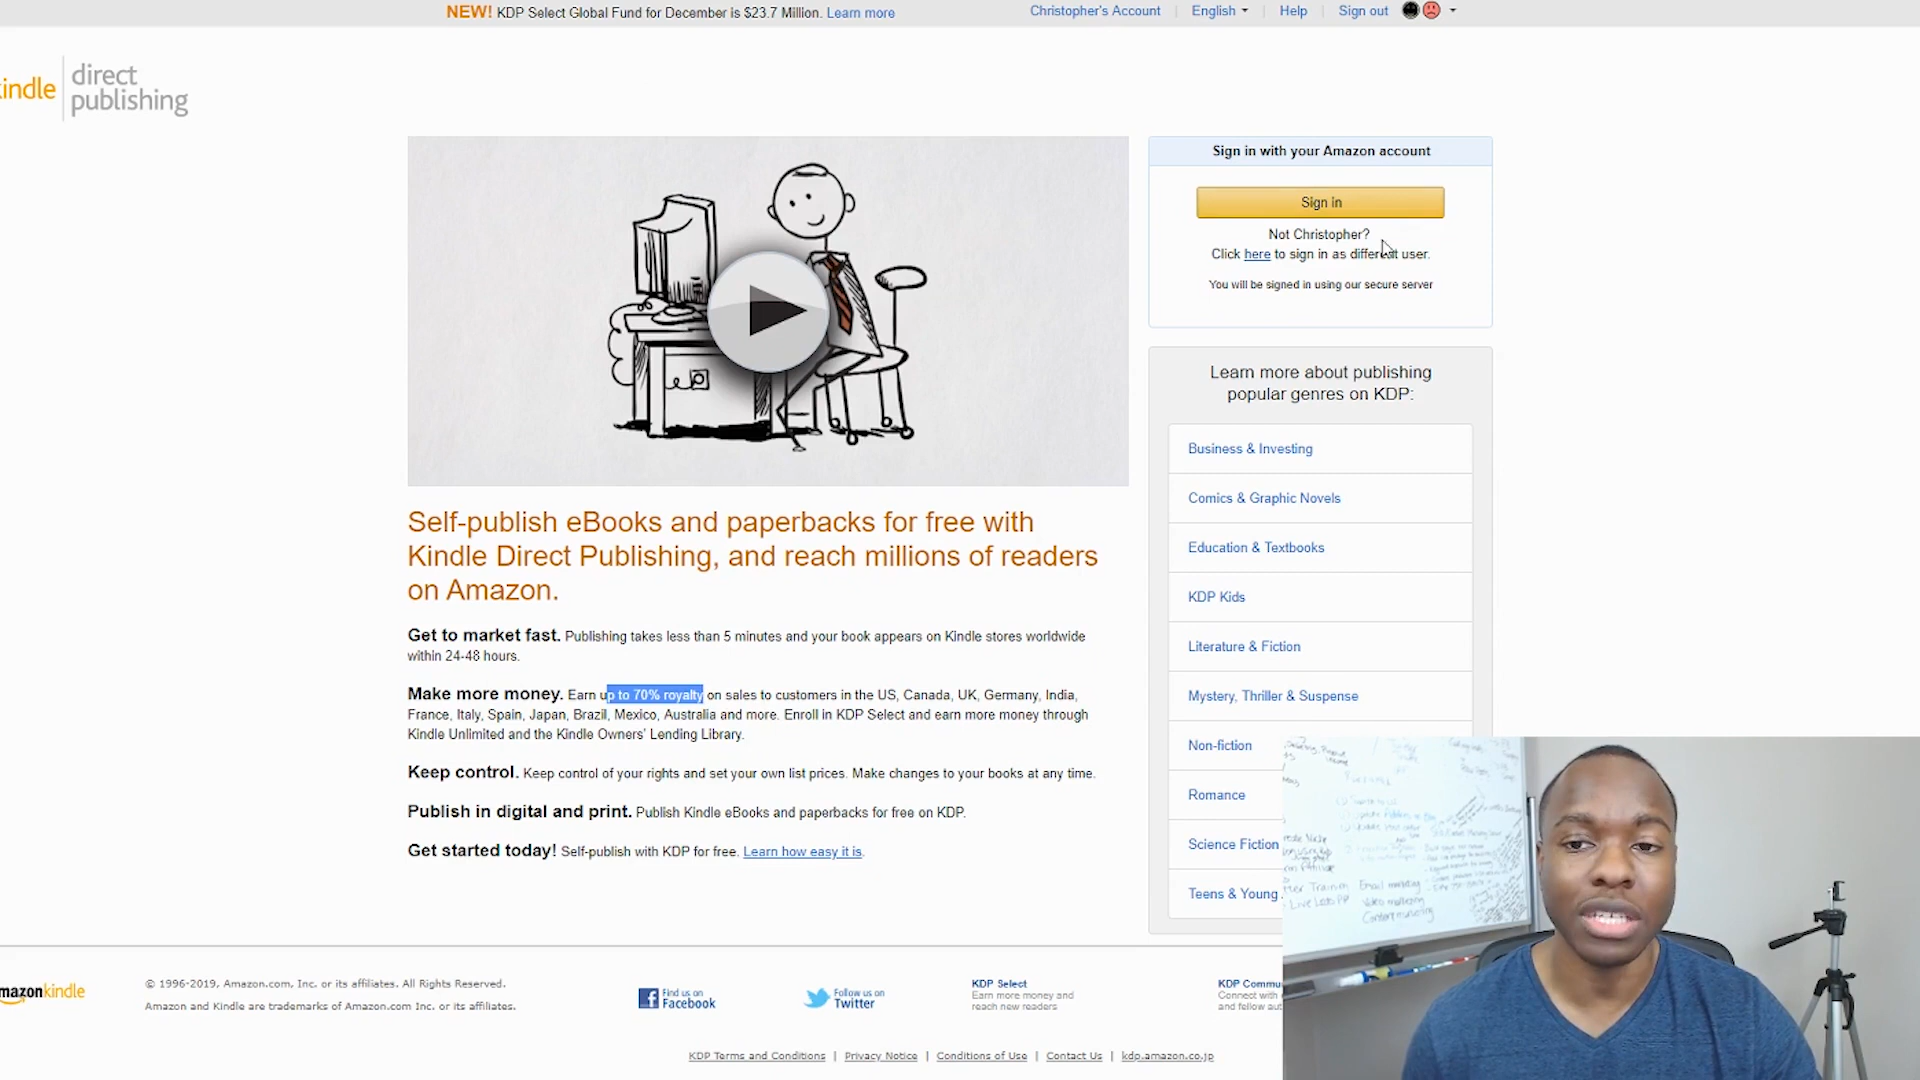 NEW! KDP Select Global Fund for December is $23.7 Million. Learn more
Christopher's Account | English | Help | Sign out
kindle direct publishing
Sign in with your Amazon account
Sign in
Not Christopher?
Click here to sign in as different user.
You will be signed in using our secure server
Learn more about publishing
popular genres on KDP:
Business & Investing
Comics & Graphic Novels
Education & Textbooks
KDP Kids
Literature & Fiction
Mystery, Thriller & Suspense
Non-fiction
Romance
Science Fiction
Teens & Young
Self-publish eBooks and paperbacks for free with
Kindle Direct Publishing, and reach millions of readers
on Amazon.
Get to market fast. Publishing takes less than 5 minutes and your book appears on Kindle stores worldwide
within 24-48 hours.
Make more money. Earn up to 70% royalty on sales to customers in the US, Canada, UK, Germany, India,
France, Italy, Spain, Japan, Brazil, Mexico, Australia and more. Enroll in KDP Select and earn more money through
Kindle Unlimited and the Kindle Owners' Lending Library.
Keep control. Keep control of your rights and set your own list prices. Make changes to your books at any time.
Publish in digital and print. Publish Kindle eBooks and paperbacks for free on KDP.
Get started today! Self-publish with KDP for free. Learn how easy it is.
Email marketing
Video marketing
Content marketing
amazonkindle
© 1996-2019, Amazon.com, Inc. or its affiliates. All Rights Reserved.
Amazon and Kindle are trademarks of Amazon.com Inc. or its affiliates.
Find us on
Facebook
Follow us on
Twitter
KDP Select
Earn more money and
reach new readers
KDP Commu
Connect with
and fellow aut
KDP Terms and Conditions | Privacy Notice | Conditions of Use | Contact Us | kdp.amazon.co.jp